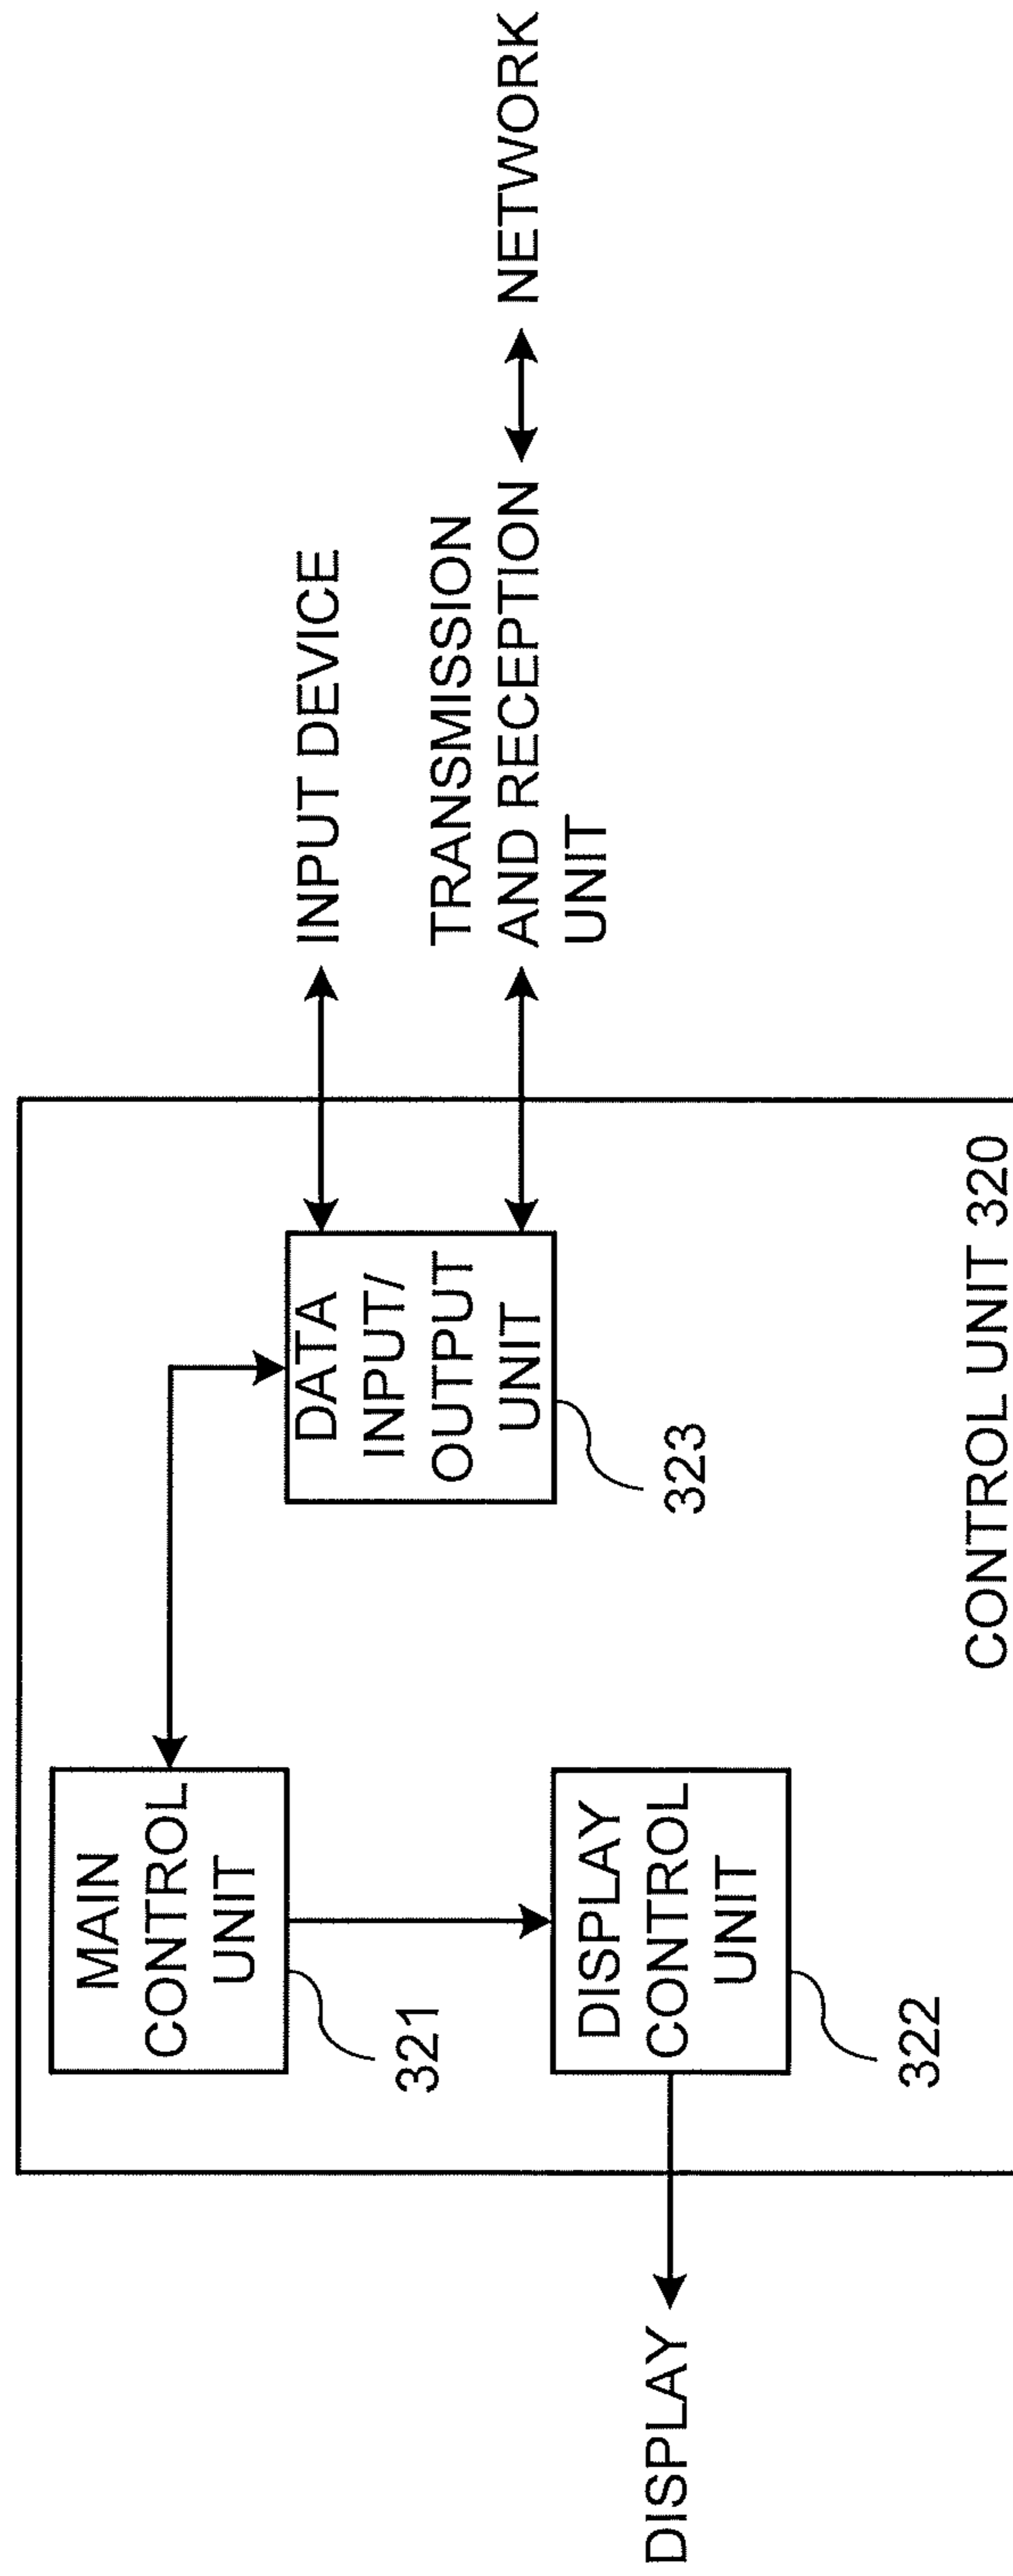 MAIN
CONTROL
UNIT
321
DATA
INPUT/
OUTPUT
UNIT
323
INPUT DEVICE
TRANSMISSION
AND RECEPTION
UNIT
NETWORK
DISPLAY
DISPLAY
CONTROL
UNIT
322
CONTROL UNIT 320